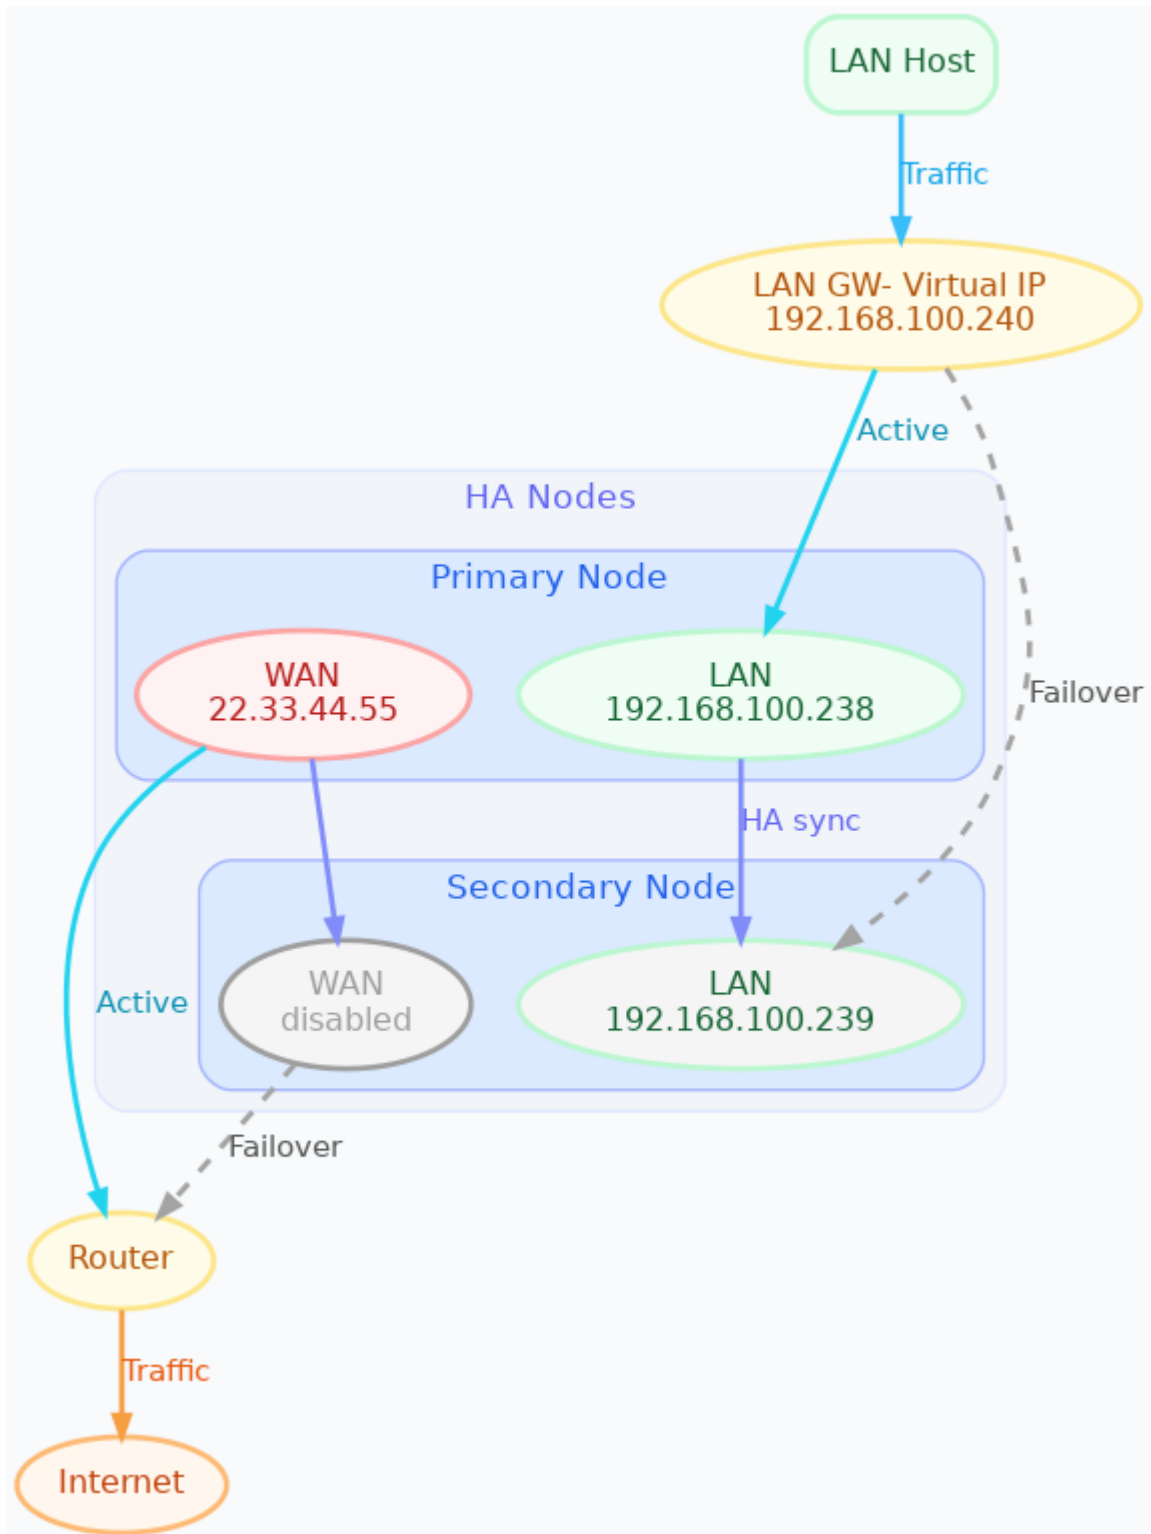 LAN Host
Traffic
LAN GW- Virtual IP
192.168.100.240
Active
HA Nodes
Primary Node
WAN
22.33.44.55
LAN
192.168.100.238
Failover
HA sync
Secondary Node
WAN
disabled
LAN
192.168.100.239
Active
Failover
Router
Traffic
Internet